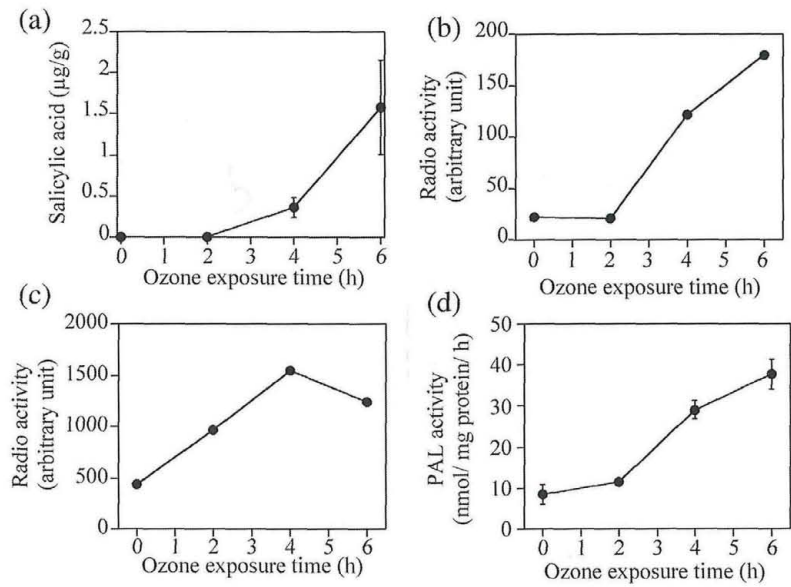 (a)
Salicylic acid (µg/g)
2.5
2
1.5
1
0.5
0
0 1 2 3 4 5 6
Ozone exposure time (h)
(b)
Radio activity
(arbitrary unit)
200
150
100
50
0
0 1 2 3 4 5 6
Ozone exposure time (h)
(c)
Radio activity
(arbitrary unit)
2000
1500
1000
500
0
0 1 2 3 4 5 6
Ozone exposure time (h)
(d)
PAL activity
(nmol/ mg protein/ h)
50
40
30
20
10
0
0 1 2 3 4 5 6
Ozone exposure time (h)